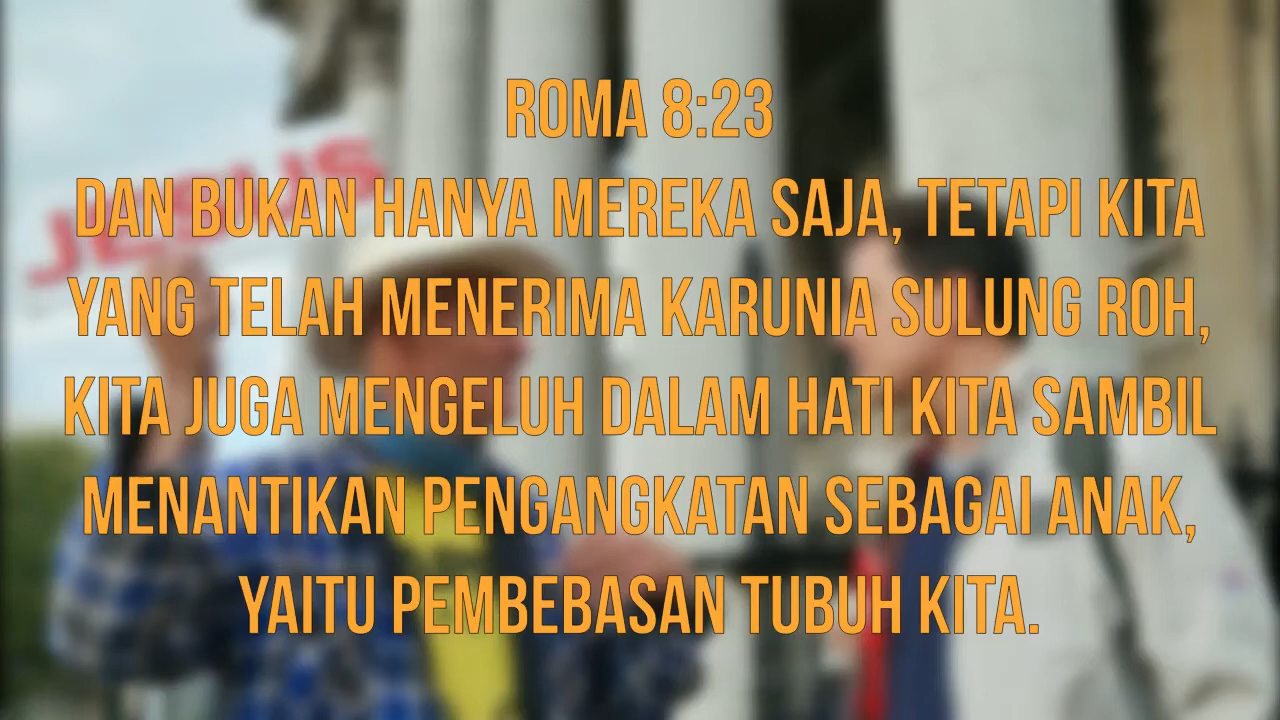 JESUS
ROMA 8:23
DAN BUKAN HANYA MEREKA SAJA, TETAPI KITA
YANG TELAH MENERIMA KARUNIA SULUNG ROH,
KITA JUGA MENGELUH DALAM HATI KITA SAMBIL
MENANTIKAN PENGANGKATAN SEBAGAI ANAK,
YAITU PEMBEBASAN TUBUH KITA.